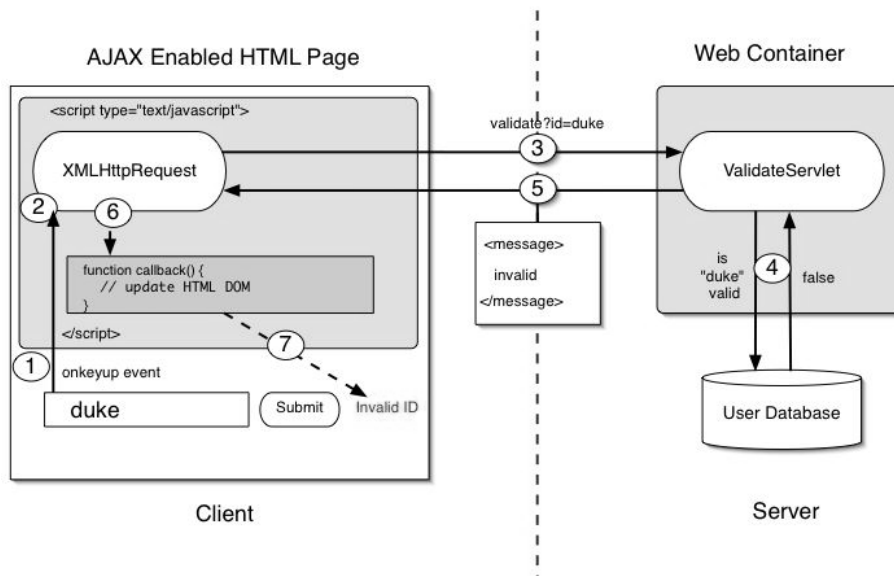 AJAX Enabled HTML Page
Web Container
<script type="text/javascript">
validate?id=duke
3
XMLHttpRequest
ValidateServlet
5
2
6
<message>
invalid
</message>
function callback() {
// update HTML DOM
}
is
"duke"
valid
4
false
</script>
7
1
onkeyup event
duke
Submit
Invalid ID
User Database
Client
Server